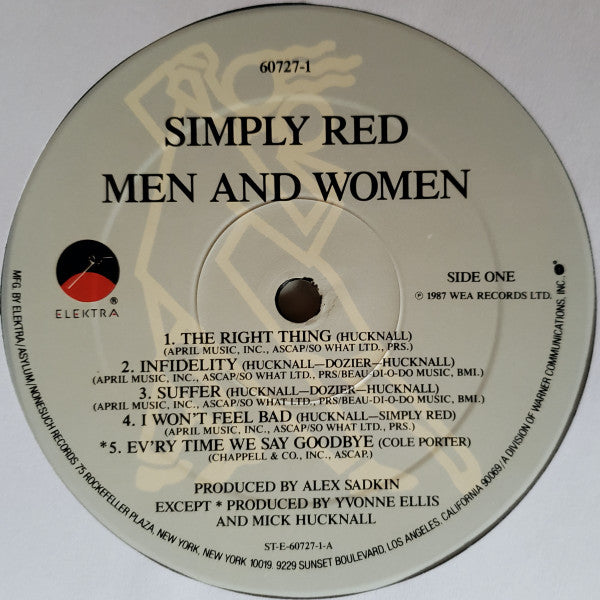 60727-1
SIMPLY RED
MEN AND WOMEN
ELEKTRA ®
SIDE ONE
℗ 1987 WEA RECORDS LTD.
1. THE RIGHT THING (HUCKNALL)
(APRIL MUSIC, INC., ASCAP/SO WHAT LTD., PRS.)
2. INFIDELITY (HUCKNALL—DOZIER—HUCKNALL)
(APRIL MUSIC, INC., ASCAP/SO WHAT LTD., PRS/BEAU-DI-O-DO MUSIC, BMI.)
3. SUFFER (HUCKNALL—DOZIER—HUCKNALL)
(APRIL MUSIC, INC., ASCAP/SO WHAT LTD., PRS/BEAU-DI-O-DO MUSIC, BMI.)
4. I WON'T FEEL BAD (HUCKNALL—SIMPLY RED)
(APRIL MUSIC, INC., ASCAP/SO WHAT LTD., PRS.)
*5. EV'RY TIME WE SAY GOODBYE (COLE PORTER)
(CHAPPELL & CO., INC., ASCAP.)
PRODUCED BY ALEX SADKIN
EXCEPT * PRODUCED BY YVONNE ELLIS
AND MICK HUCKNALL
ST-E-60727-1-A
MFG. BY ELEKTRA/ASYLUM/NONESUCH RECORDS 75 ROCKEFELLER PLAZA, NEW YORK, NEW YORK 10019. 9229 SUNSET BOULEVARD, LOS ANGELES, CALIFORNIA 90069/A DIVISION OF WARNER COMMUNICATIONS, INC.